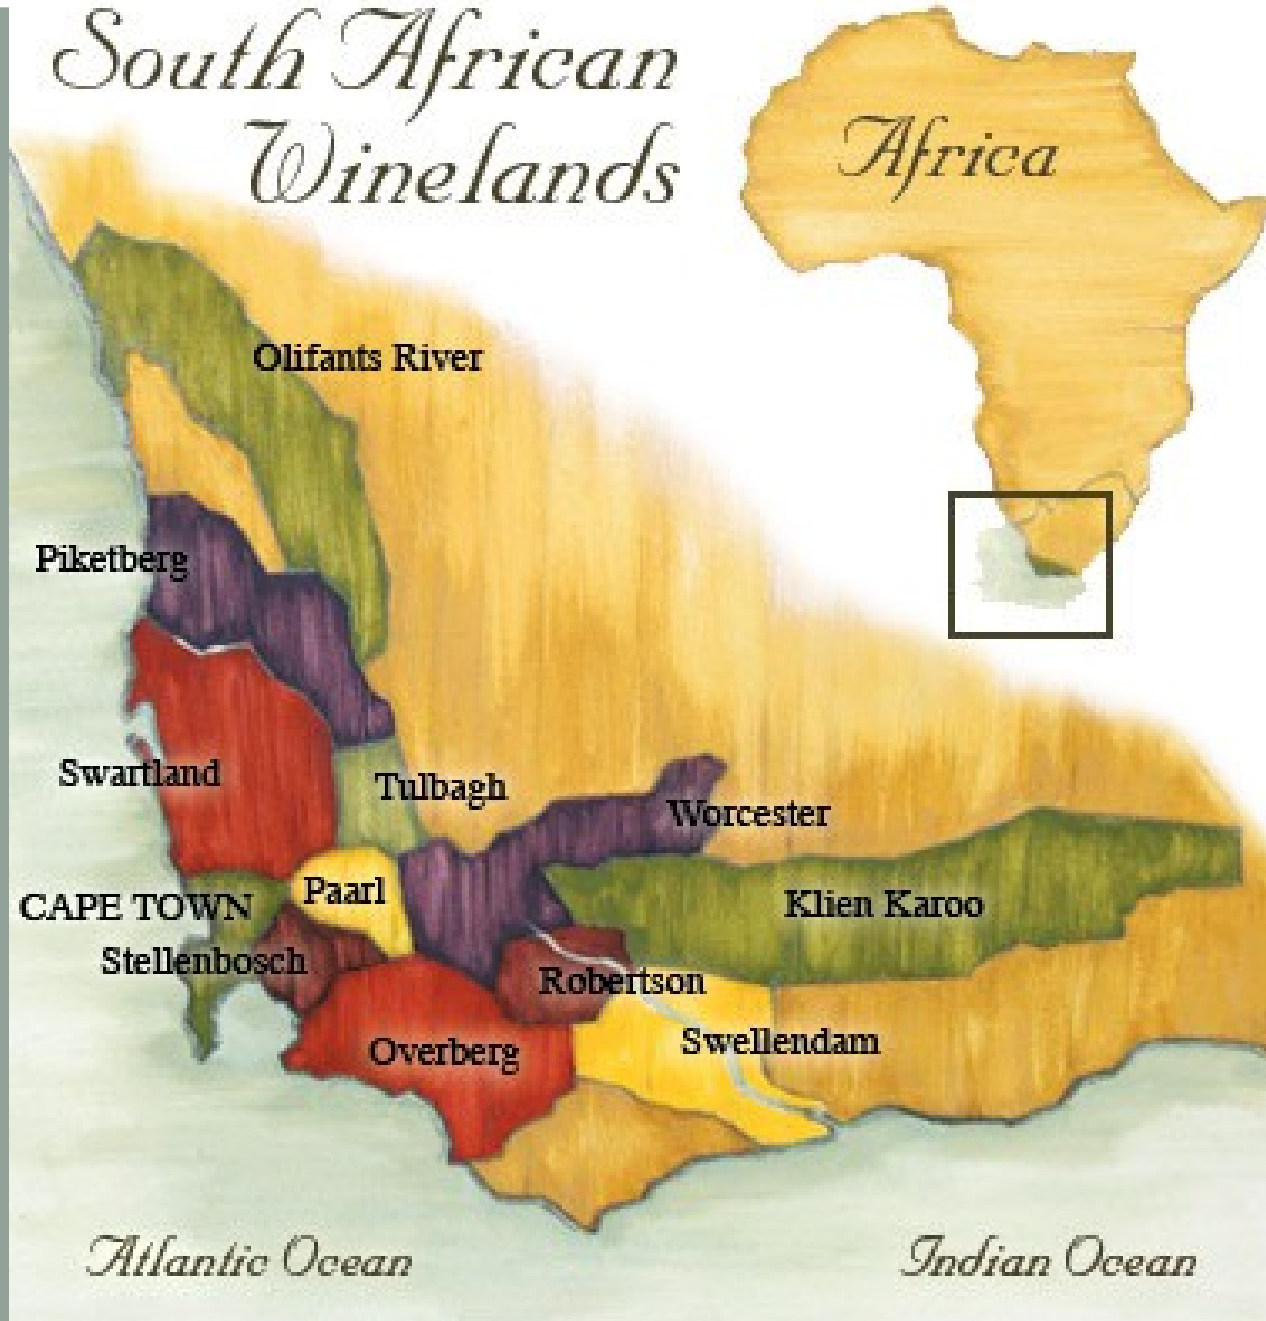 South African
Winelands
Africa
Olifants River
Piketberg
Swartland
Tulbagh
Worcester
CAPE TOWN
Paarl
Klien Karoo
Stellenbosch
Robertson
Overberg
Swellendam
Atlantic Ocean
Indian Ocean